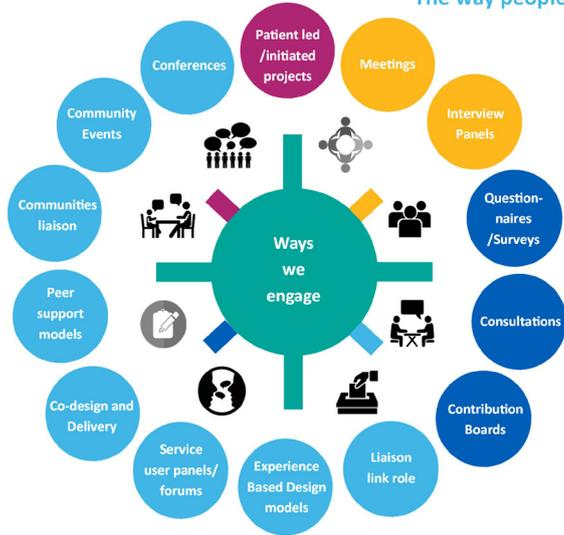 The way people
Patient led
/initiated
projects
Meetings
Interview
Panels
Question-
naires
/Surveys
Consultations
Contribution
Boards
Liaison
link role
Experience
Based Design
models
Service
user panels/
forums
Co-design and
Delivery
Peer
support
models
Communities
liaison
Community
Events
Conferences
Ways
we
engage